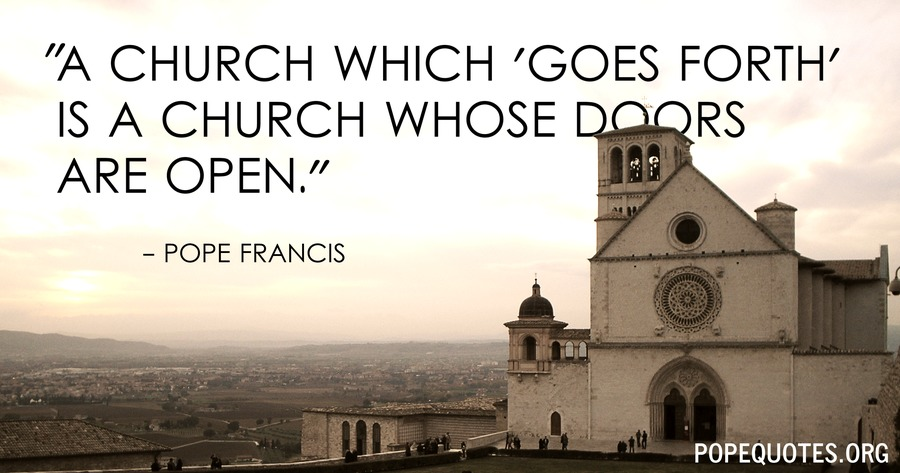 "A CHURCH WHICH 'GOES FORTH'
IS A CHURCH WHOSE DOORS
ARE OPEN."
– POPE FRANCIS
POPEQUOTES.ORG